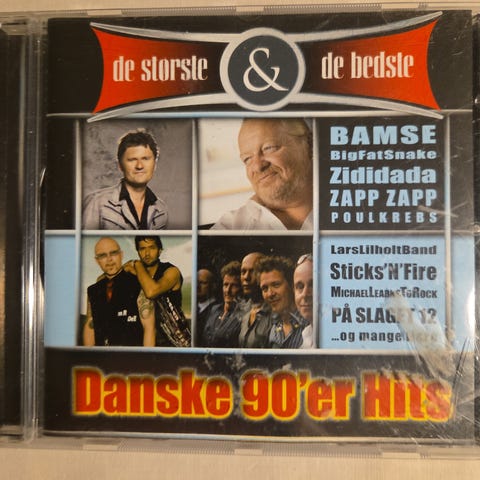 de største & de bedste
BAMSE
BigFatSnake
Zididada
ZAPP ZAPP
POULKREBS
LarsLilholtBand
Sticks'N'Fire
MichaelLearnsToRock
PÅ SLAGET 12
...og mange flere
Danske 90'er Hits